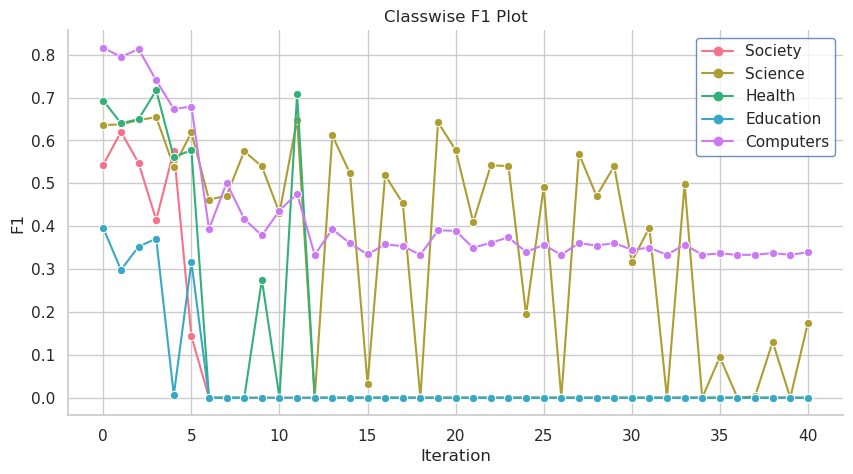 Classwise F1 Plot
F1
0.8
0.7
0.6
0.5
0.4
0.3
0.2
0.1
0.0
Society
Science
Health
Education
Computers
0 5 10 15 20 25 30 35 40
Iteration